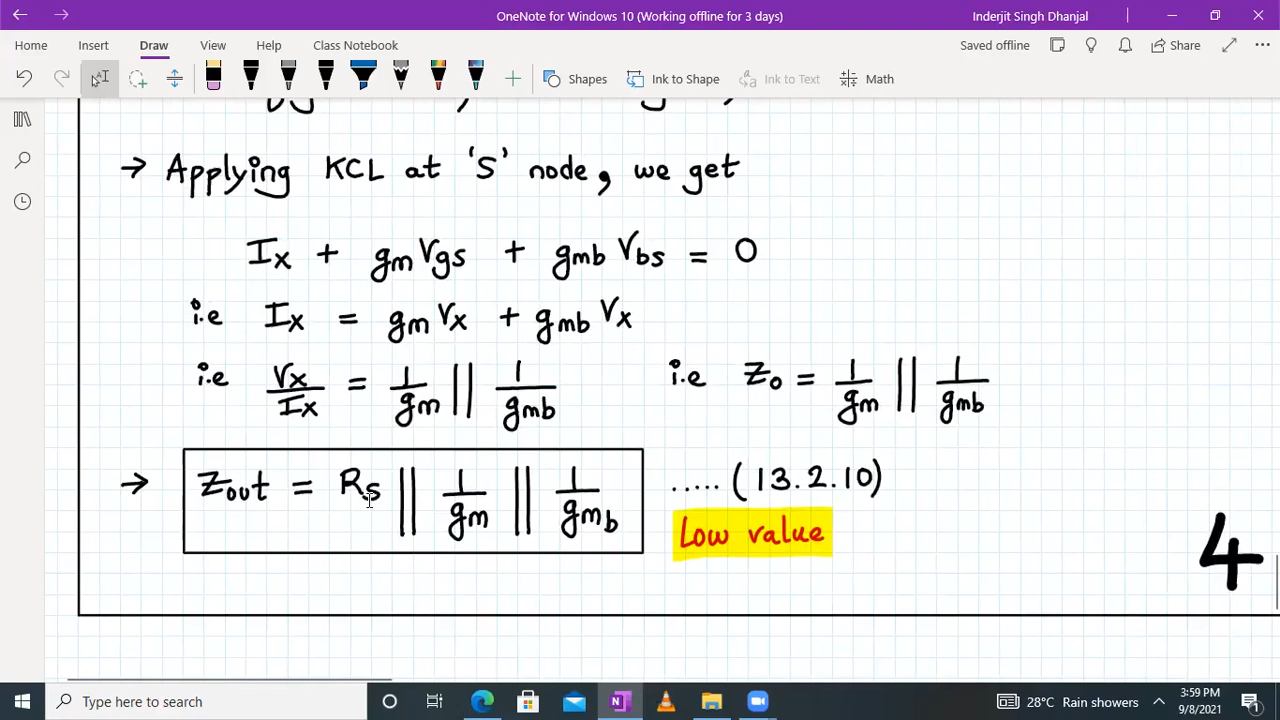 OneNote for Windows 10 (Working offline for 3 days)
Inderjit Singh Dhanjal
Home Insert Draw View Help Class Notebook
Saved offline Share
Shapes Ink to Shape Ink to Text Math
→ Applying KCL at 'S' node, we get
Ix + gm Vgs + gmb Vbs = 0
i.e Ix = gm Vx + gmb Vx
i.e Vx/Ix = 1/gm || 1/gmb i.e Zo = 1/gm || 1/gmb
→ Zout = Rs || 1/gm || 1/gmb ..... (13.2.10)
Low value
4
Type here to search
28°C Rain showers
3:59 PM
9/8/2021
1